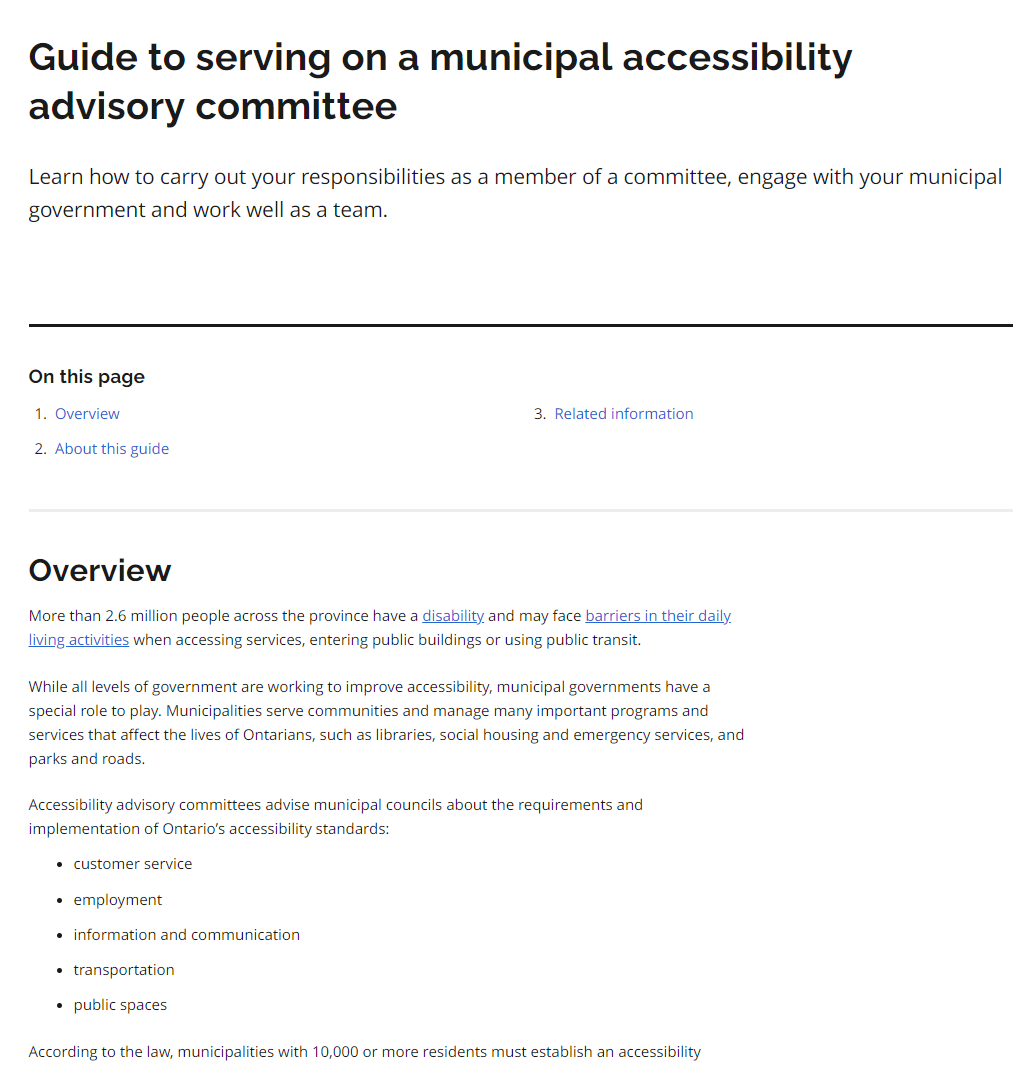 Guide to serving on a municipal accessibility
advisory committee
Learn how to carry out your responsibilities as a member of a committee, engage with your municipal
government and work well as a team.
On this page
1. Overview
2. About this guide
3. Related information
Overview
More than 2.6 million people across the province have a disability and may face barriers in their daily
living activities when accessing services, entering public buildings or using public transit.
While all levels of government are working to improve accessibility, municipal governments have a
special role to play. Municipalities serve communities and manage many important programs and
services that affect the lives of Ontarians, such as libraries, social housing and emergency services, and
parks and roads.
Accessibility advisory committees advise municipal councils about the requirements and
implementation of Ontario’s accessibility standards:
• customer service
• employment
• information and communication
• transportation
• public spaces
According to the law, municipalities with 10,000 or more residents must establish an accessibility